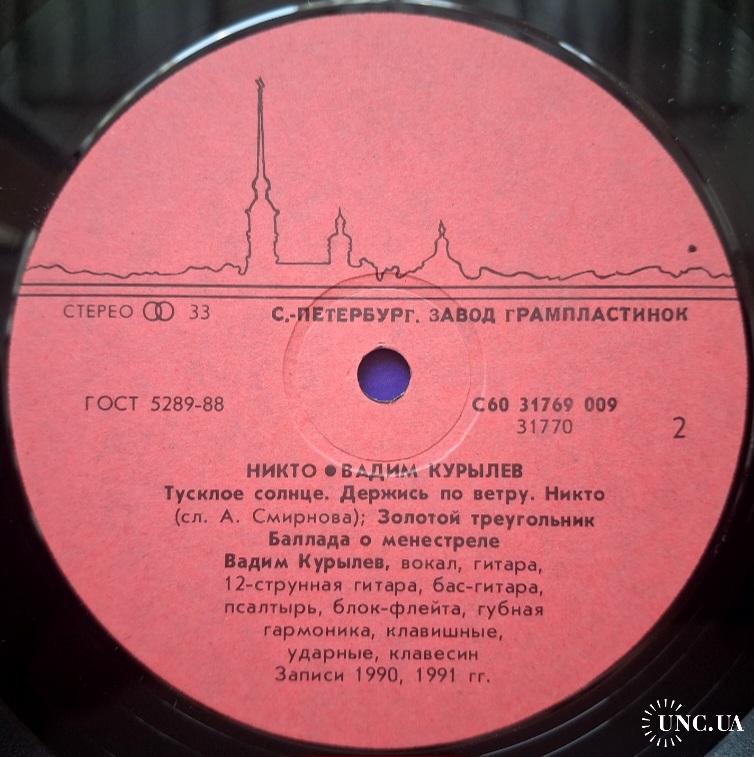 СТЕРЕО 33 С.-ПЕТЕРБУРГ. ЗАВОД ГРАМПЛАСТИНОК
ГОСТ 5289-88 С60 31769 009
31770 2
НИКТО ● ВАДИМ КУРЫЛЕВ
Тусклое солнце. Держись по ветру. Никто
(сл. А. Смирнова); Золотой треугольник
Баллада о менестреле
Вадим Курылев, вокал, гитара,
12-струнная гитара, бас-гитара,
псалтырь, блок-флейта, губная
гармоника, клавишные,
ударные, клавесин
Записи 1990, 1991 гг.
UNC.UA